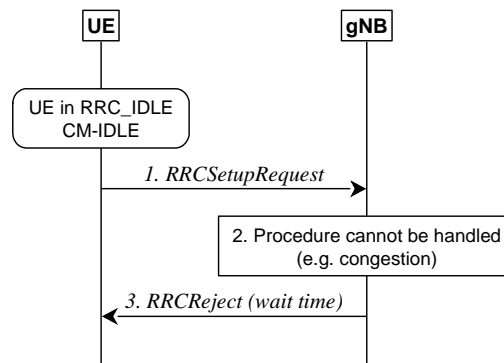 UE
gNB
UE in RRC_IDLE
CM-IDLE
1. RRCSetupRequest
2. Procedure cannot be handled
(e.g. congestion)
3. RRCReject (wait time)